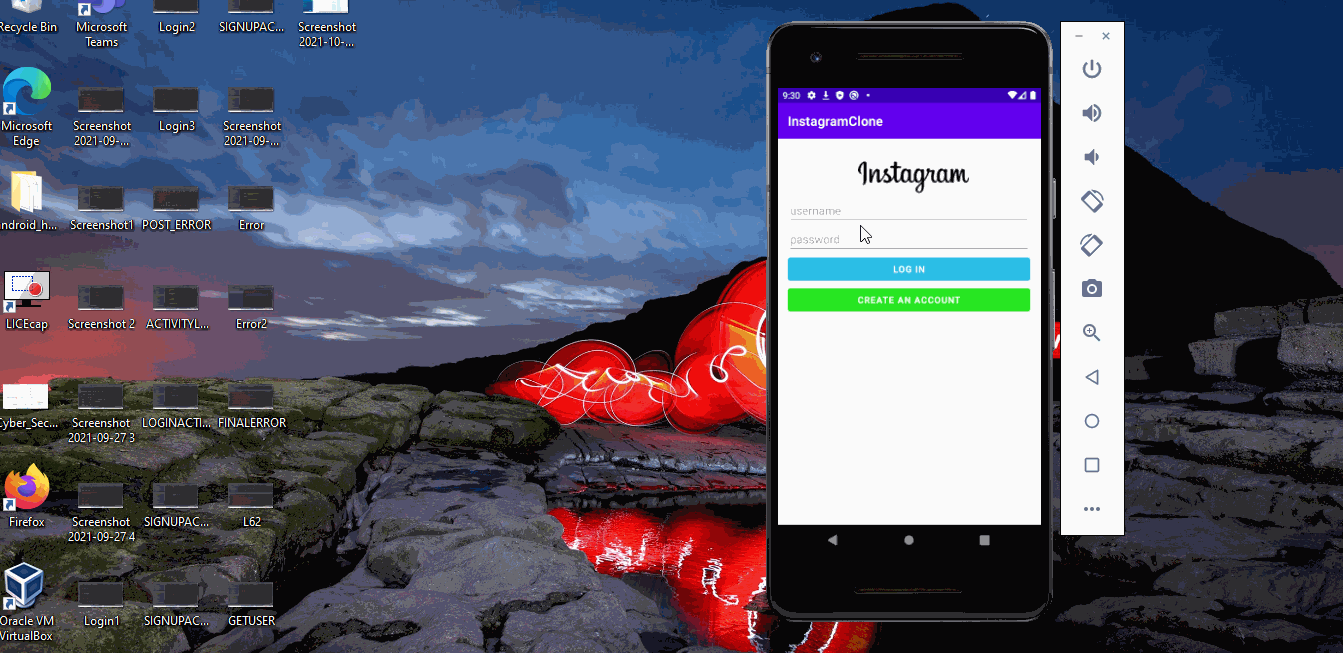 Recycle Bin
Microsoft
Teams
Login2
SIGNUPAC...
Screenshot
2021-10-...
Microsoft
Edge
Screenshot
2021-09-...
Login3
Screenshot
2021-09-...
ndroid_h...
Screenshot1
POST_ERROR
Error
LICEcap
Screenshot 2
ACTIVITYL...
Error2
Cyber_Sec...
Screenshot
2021-09-27 3
LOGINACTI...
FINALERROR
Firefox
Screenshot
2021-09-27 4
SIGNUPAC...
L62
Oracle VM
VirtualBox
Login1
SIGNUPAC...
GETUSER
9:30
InstagramClone
Instagram
username
password
LOG IN
CREATE AN ACCOUNT